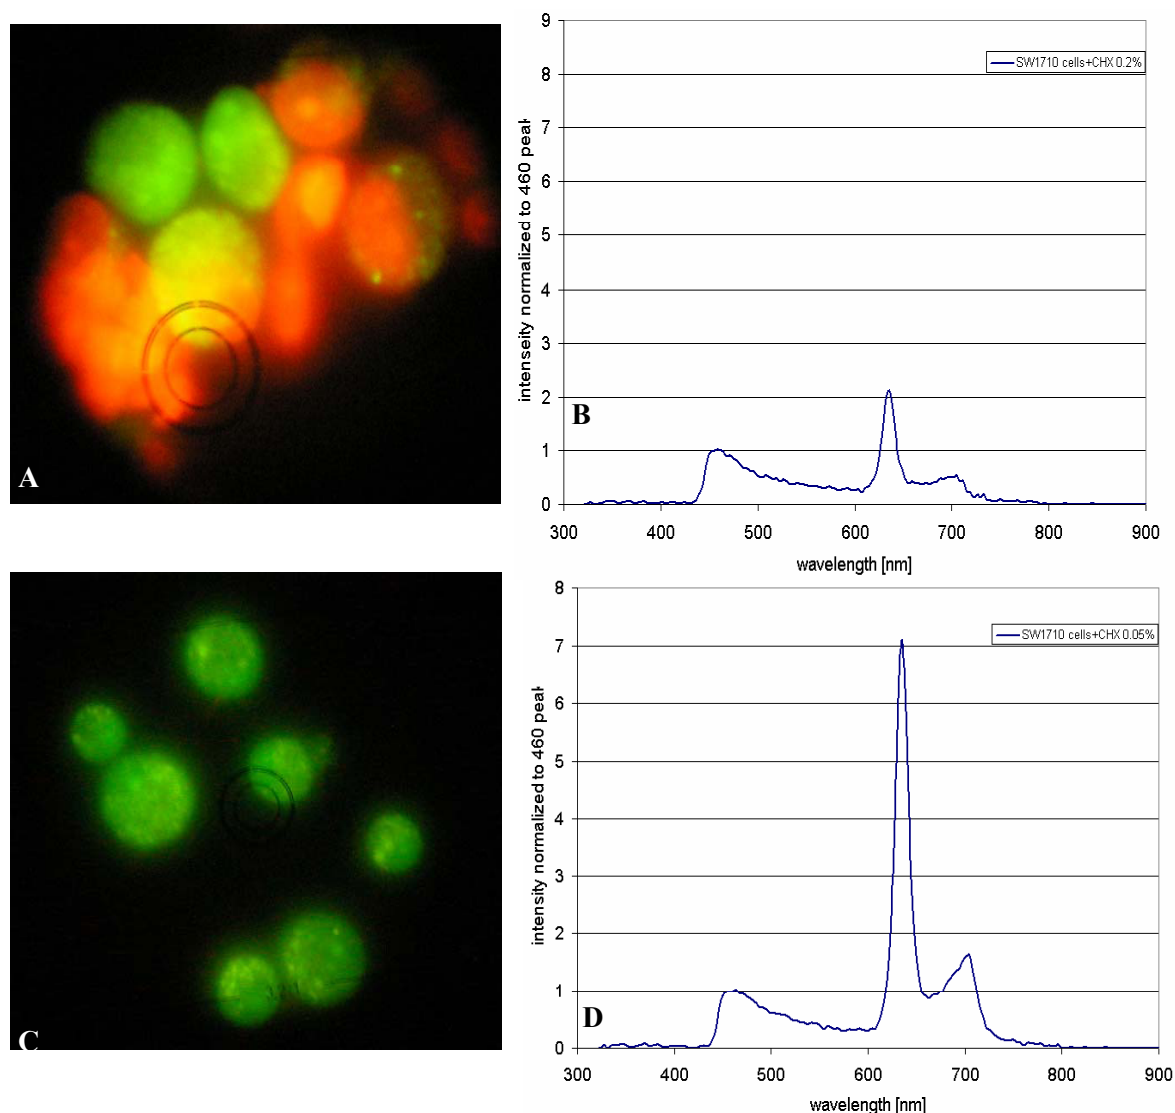 9
8
7
6
5
4
3
2
1
0
intenseity normalized to 460 peak
SW1710 cells+CHX 0.2%
B
300 400 500 600 700 800 900
wavelength [nm]
A
8
7
6
5
4
3
2
1
0
intensity normalized to 460 peak
SW1710 cells+CHX 0.05%
D
300 400 500 600 700 800 900
wavelength [nm]
C